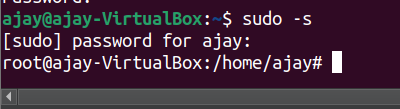 ajay@ajay-VirtualBox:~$ sudo -s
[sudo] password for ajay:
root@ajay-VirtualBox:/home/ajay#